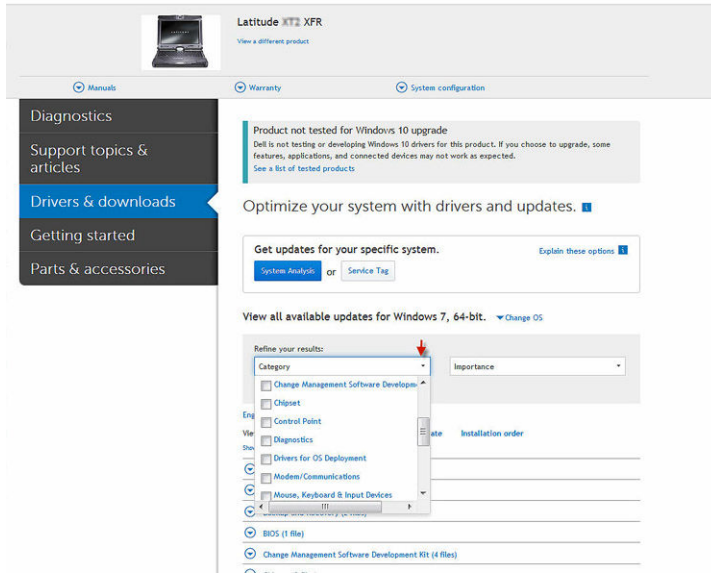 Latitude XT2 XFR
View a different product
Manuals
Warranty
System configuration
Diagnostics
Support topics &
articles
Drivers & downloads
Getting started
Parts & accessories
Product not tested for Windows 10 upgrade
Dell is not testing or developing Windows 10 drivers for this product. If you choose to upgrade, some
features, applications, and connected devices may not work as expected.
See a list of tested products
Optimize your system with drivers and updates.
Get updates for your specific system.
Explain these options
System Analysis or Service Tag
View all available updates for Windows 7, 64-bit. Change OS
Refine your results:
Category
Importance
Change Management Software Developm
Chipset
Control Point
Diagnostics
Drivers for OS Deployment
Modem/Communications
Mouse, Keyboard & Input Devices
Eng
Vie
ate
Installation order
BIOS (1 file)
Change Management Software Development Kit (4 files)